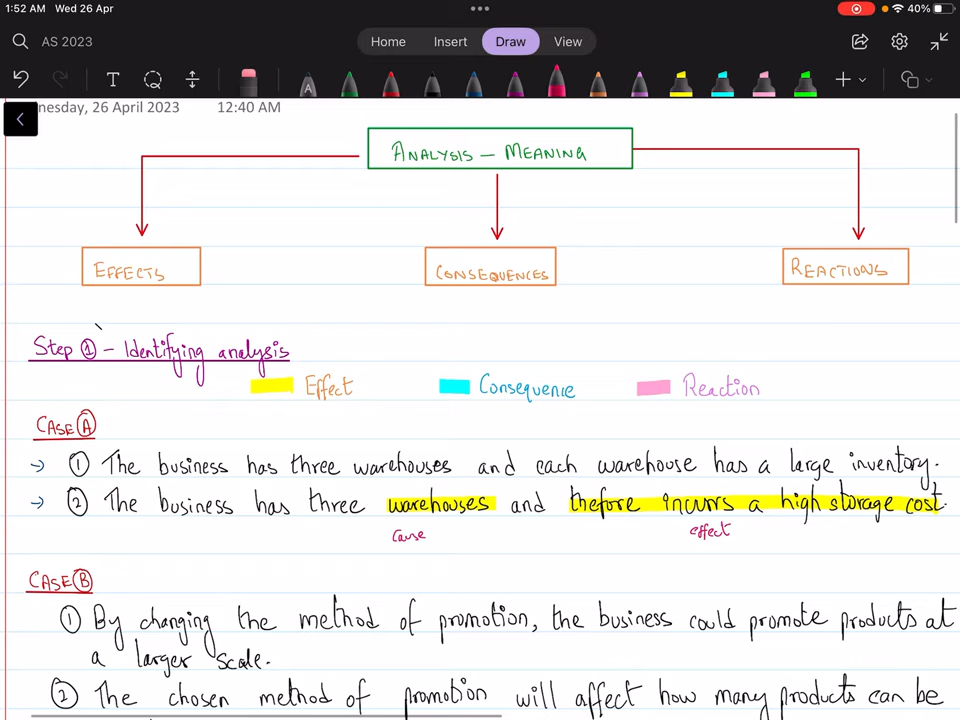 1:52 AM Wed 26 Apr
40%
AS 2023
Home Insert Draw View
T
A
nesday, 26 April 2023 12:40 AM
ANALYSIS – MEANING
EFFECTS
CONSEQUENCES
REACTIONS
Step ① – Identifying analysis
Effect Consequence Reaction
CASE Ⓐ
→ ① The business has three warehouses and each warehouse has a large inventory.
→ ② The business has three warehouses and thefore incurrs a high storage cost.
cause effect
CASE Ⓑ
① By changing the method of promotion, the business could promote products at
a larger scale.
② The chosen method of promotion will affect how many products can be